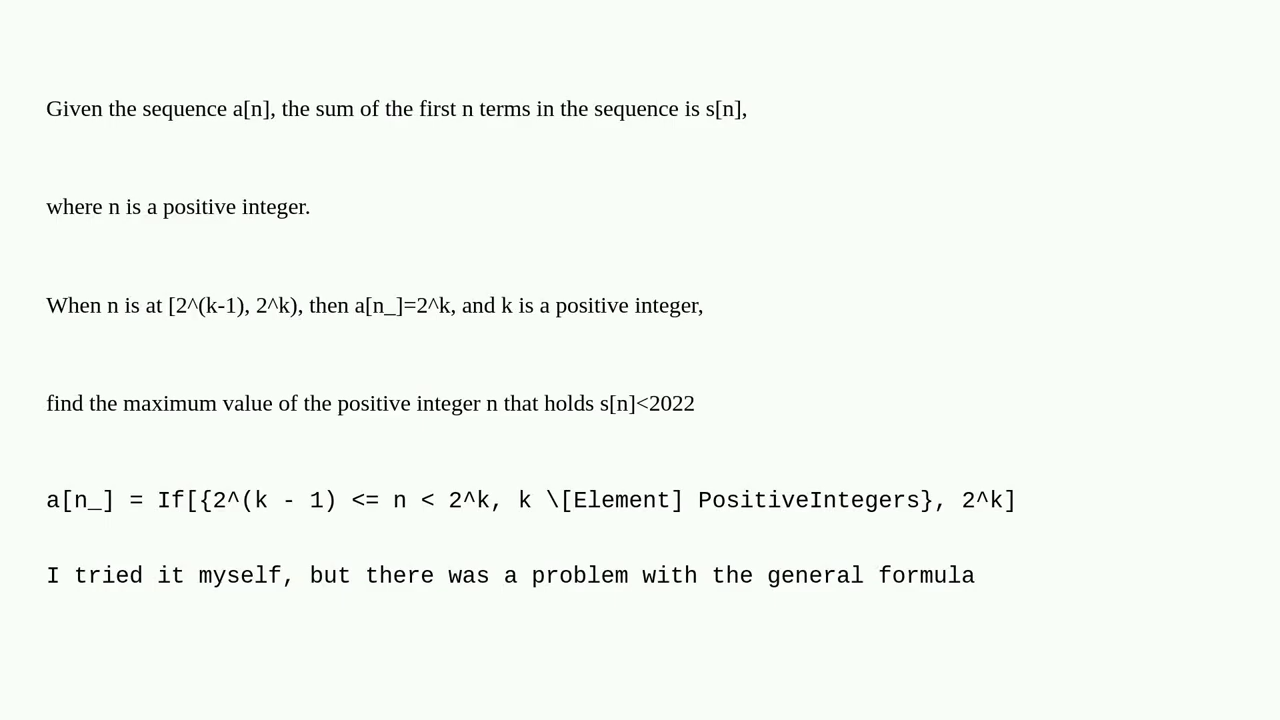 Given the sequence a[n], the sum of the first n terms in the sequence is s[n],
where n is a positive integer.
When n is at [2^(k-1), 2^k), then a[n_]=2^k, and k is a positive integer,
find the maximum value of the positive integer n that holds s[n]<2022
a[n_] = If[{2^(k - 1) <= n < 2^k, k \[Element] PositiveIntegers}, 2^k]
I tried it myself, but there was a problem with the general formula